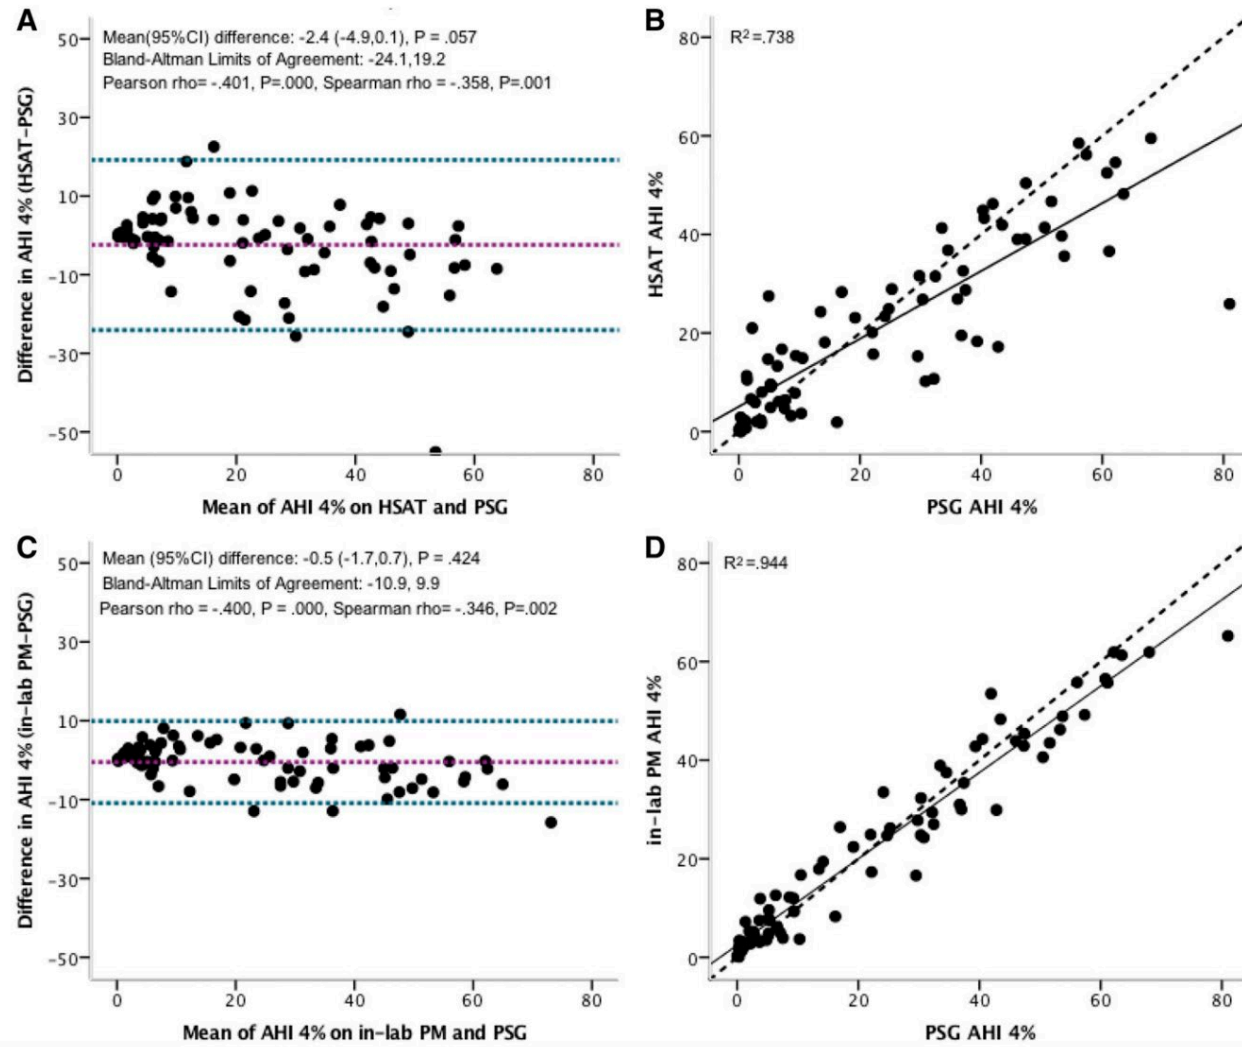 A
Mean(95%CI) difference: -2.4 (-4.9,0.1), P = .057
Bland-Altman Limits of Agreement: -24.1,19.2
Pearson rho= -.401, P=.000, Spearman rho = -.358, P=.001
Difference in AHI 4% (HSAT-PSG)
50
30
10
-10
-30
-50
0 20 40 60 80
Mean of AHI 4% on HSAT and PSG
B
R²=.738
HSAT AHI 4%
80
60
40
20
0
0 20 40 60 80
PSG AHI 4%
C
Mean (95%CI) difference: -0.5 (-1.7,0.7), P = .424
Bland-Altman Limits of Agreement: -10.9, 9.9
Pearson rho = -.400, P = .000, Spearman rho= -.346, P=.002
Difference in AHI 4% (in-lab PM-PSG)
50
30
10
-10
-30
-50
0 20 40 60 80
Mean of AHI 4% on in-lab PM and PSG
D
R²=.944
in-lab PM AHI 4%
80
60
40
20
0
0 20 40 60 80
PSG AHI 4%